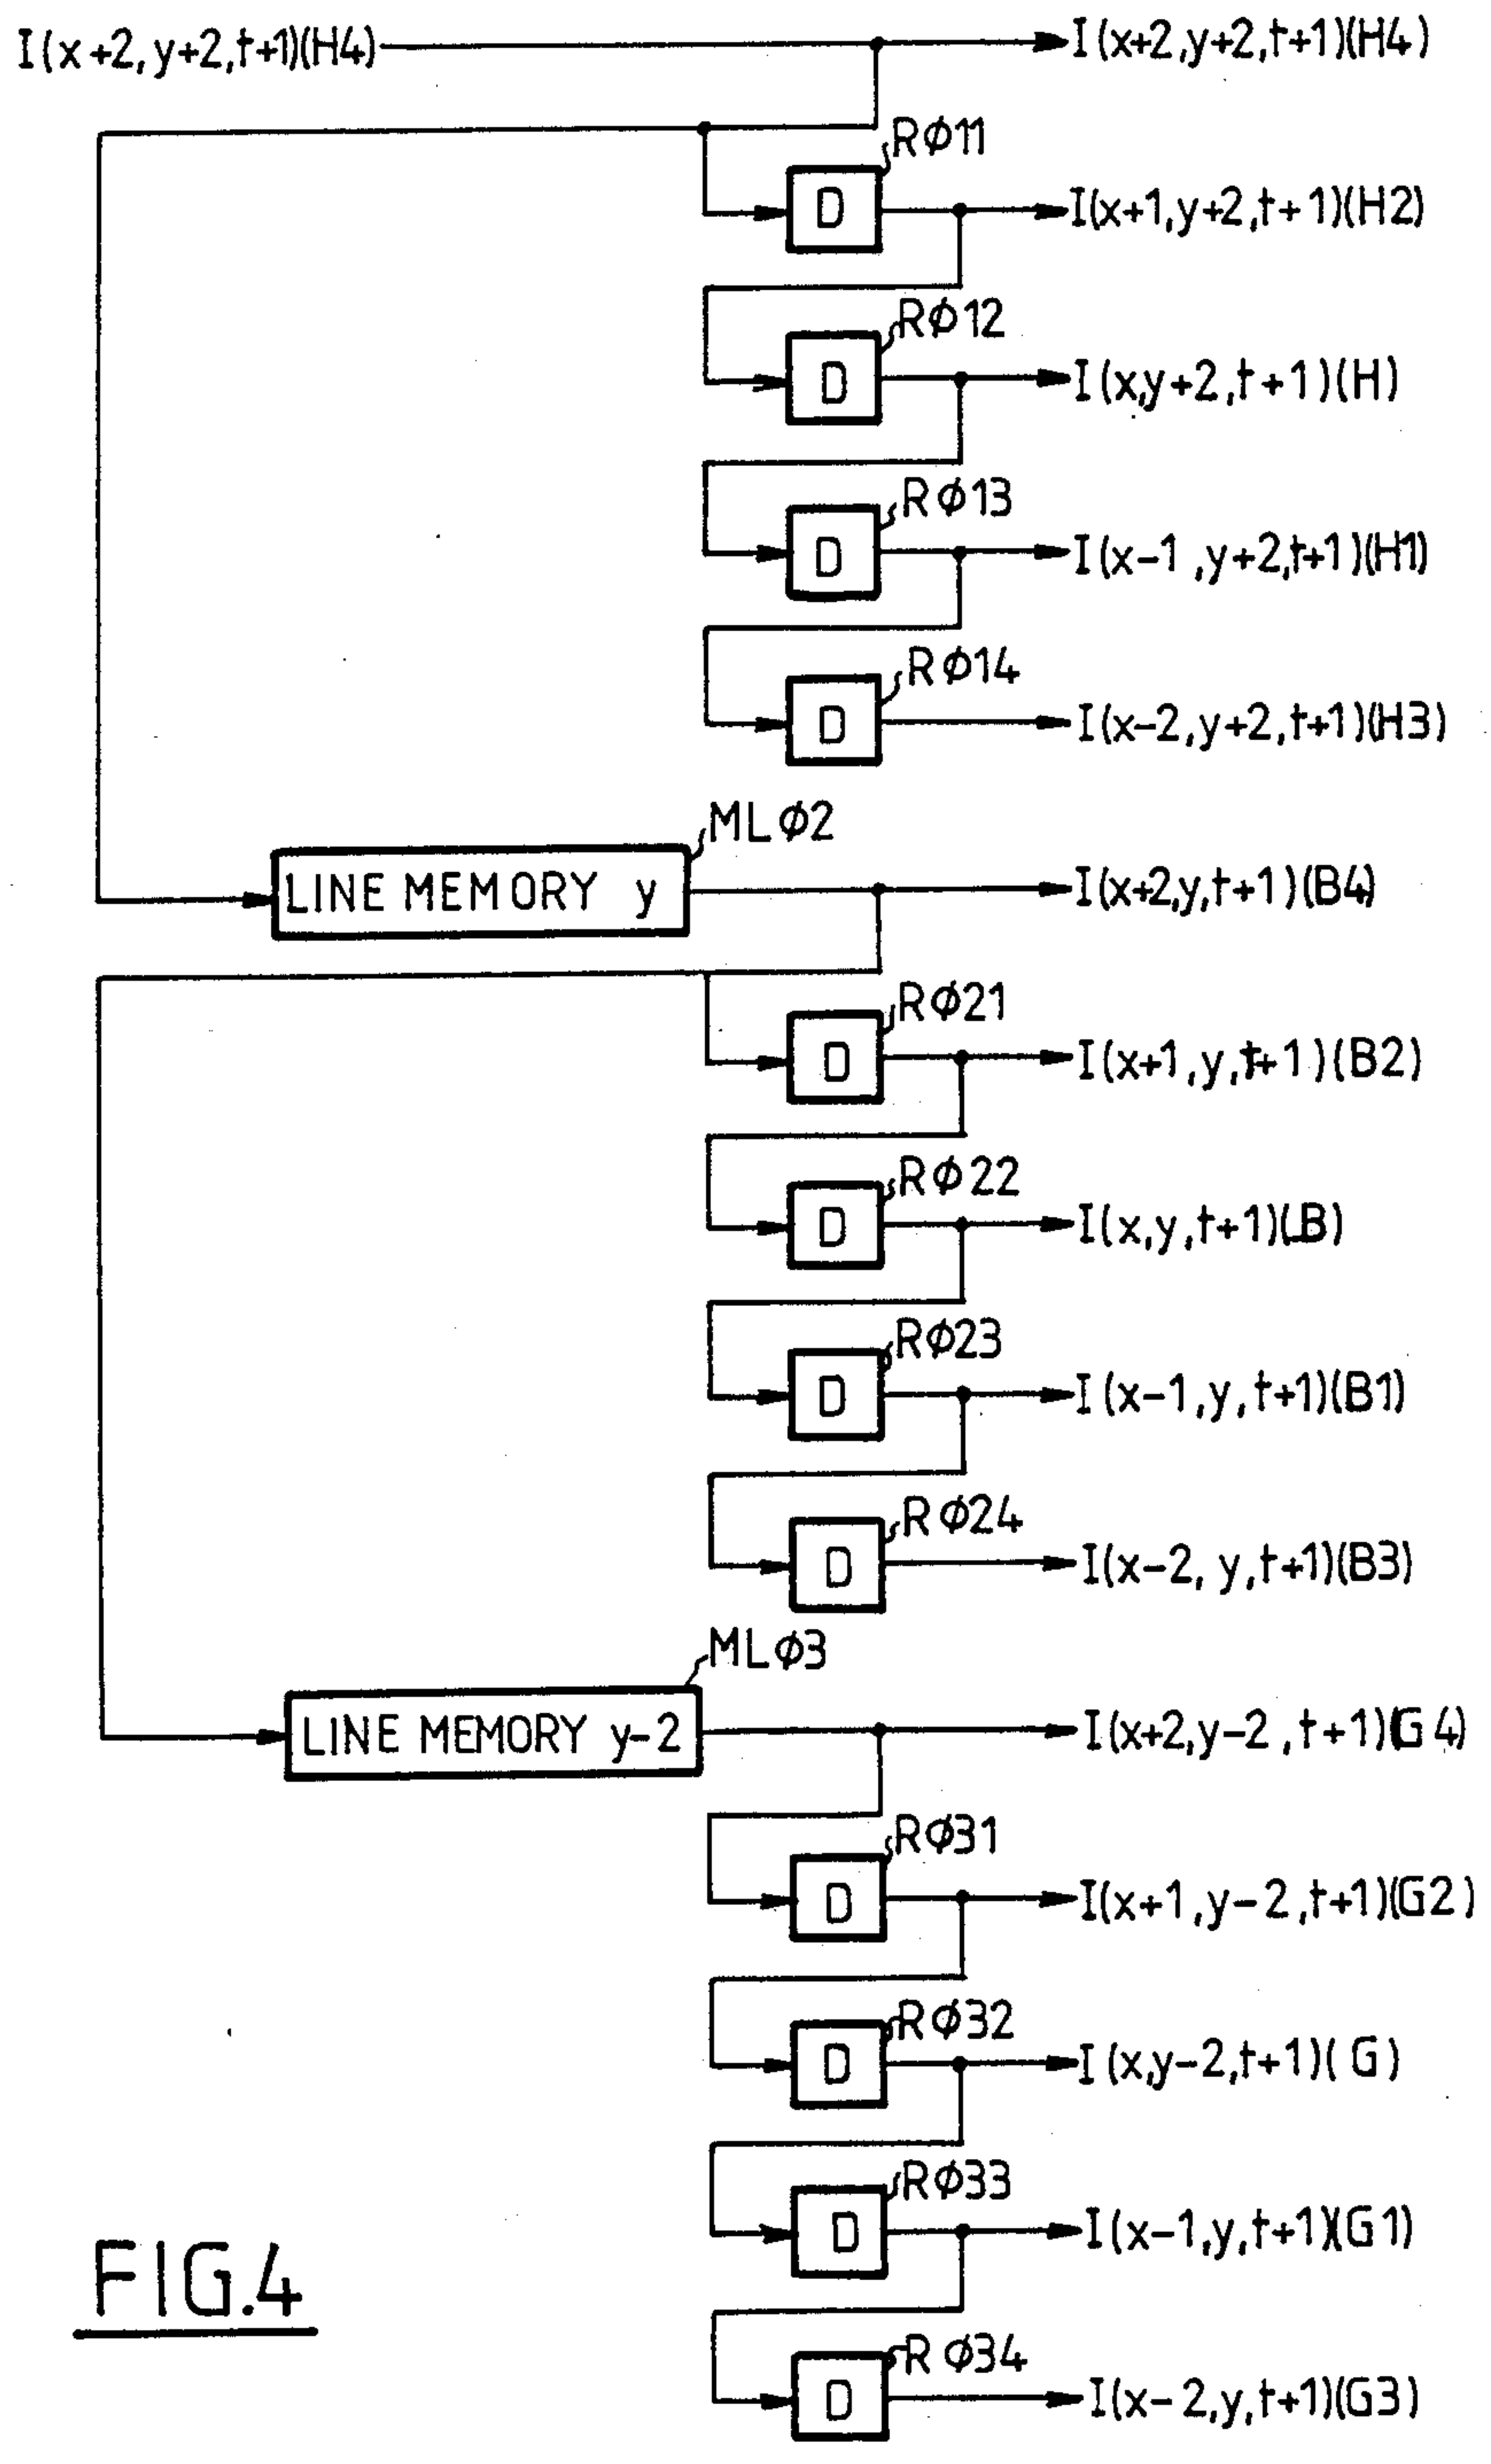 I(x+2,y+2,t+1)(H4)
I(x+2,y+2,t+1)(H4)
RØ11
D
I(x+1,y+2,t+1)(H2)
RØ12
D
I(x,y+2,t+1)(H)
RØ13
D
I(x-1,y+2,t+1)(H1)
RØ14
D
I(x-2,y+2,t+1)(H3)
MLØ2
LINE MEMORY y
I(x+2,y,t+1)(B4)
RØ21
D
I(x+1,y,t+1)(B2)
RØ22
D
I(x,y,t+1)(B)
RØ23
D
I(x-1,y,t+1)(B1)
RØ24
D
I(x-2,y,t+1)(B3)
MLØ3
LINE MEMORY y-2
I(x+2,y-2,t+1)(G4)
RØ31
D
I(x+1,y-2,t+1)(G2)
RØ32
D
I(x,y-2,t+1)(G)
RØ33
D
I(x-1,y,t+1)(G1)
RØ34
D
I(x-2,y,t+1)(G3)
FIG.4